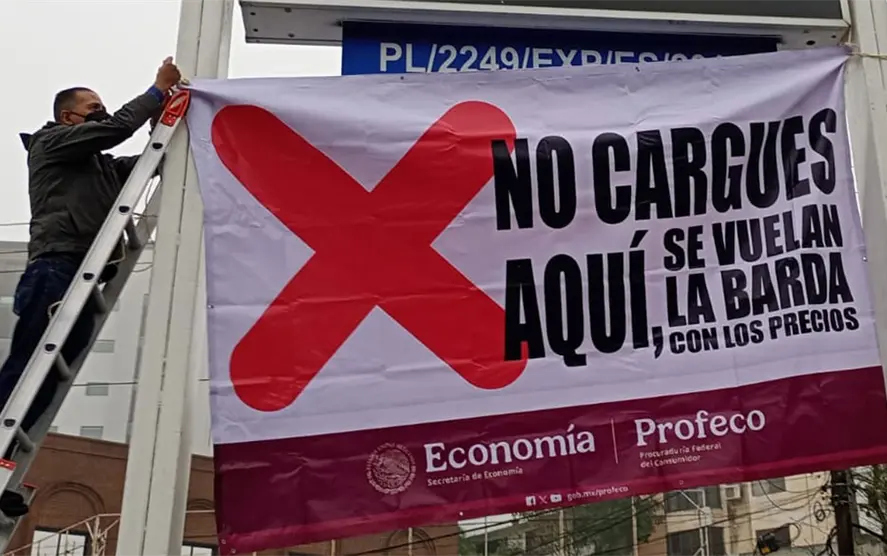 PL/2249/EXP/ES/
NO CARGUES
AQUÍ, SE VUELAN
LA BARDA
CON LOS PRECIOS
Economía
Secretaría de Economía
Profeco
Procuraduría Federal
del Consumidor
gob.mx/profeco